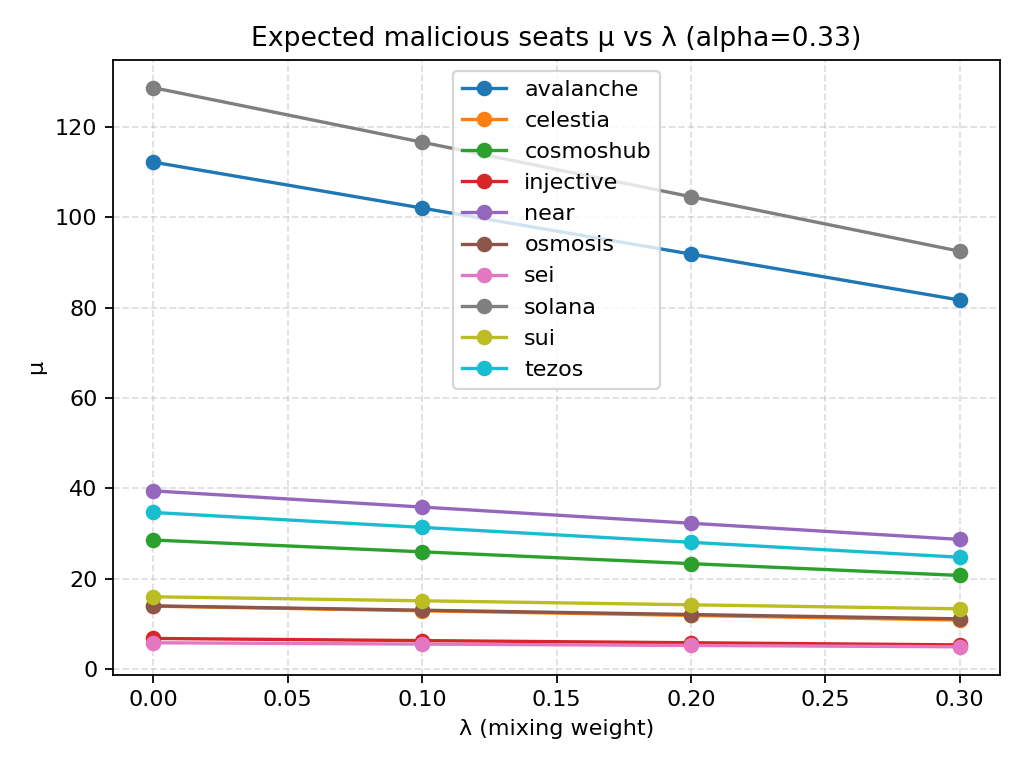 Expected malicious seats μ vs λ (alpha=0.33)
avalanche
celestia
cosmoshub
injective
near
osmosis
sei
solana
sui
tezos
μ
120
100
80
60
40
20
0
0.00 0.05 0.10 0.15 0.20 0.25 0.30
λ (mixing weight)